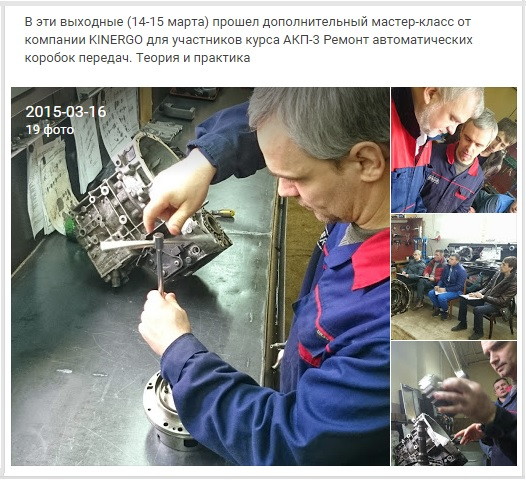 В эти выходные (14-15 марта) прошел дополнительный мастер-класс от
компании KINERGO для участников курса АКП-3 Ремонт автоматических
коробок передач. Теория и практика
2015-03-16
19 фото